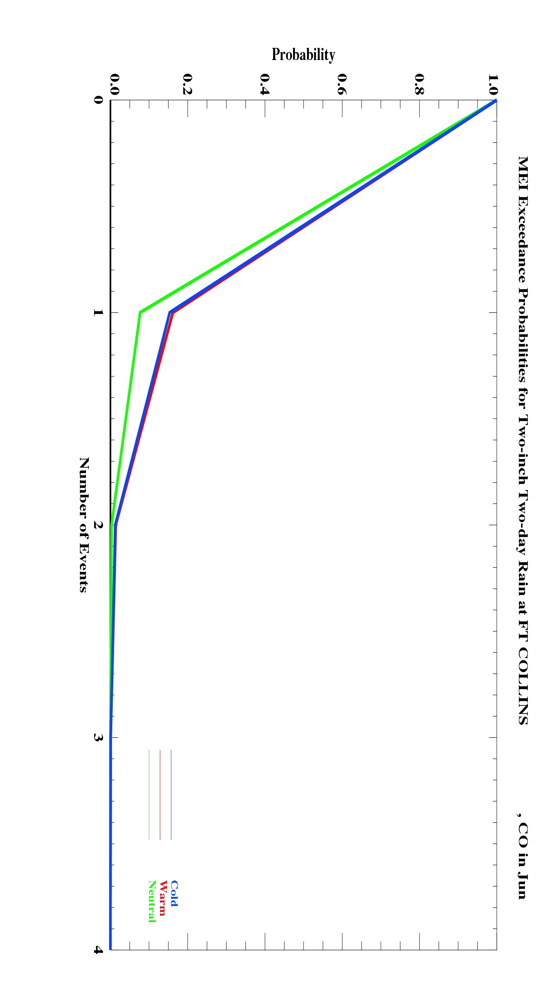 MEI Exceedance Probabilities for Two-inch Two-day Rain at FT COLLINS , CO in Jun
Probability
1.0
0.8
0.6
0.4
0.2
0.0
0 1 2 3 4
Number of Events
Cold
Warm
Neutral